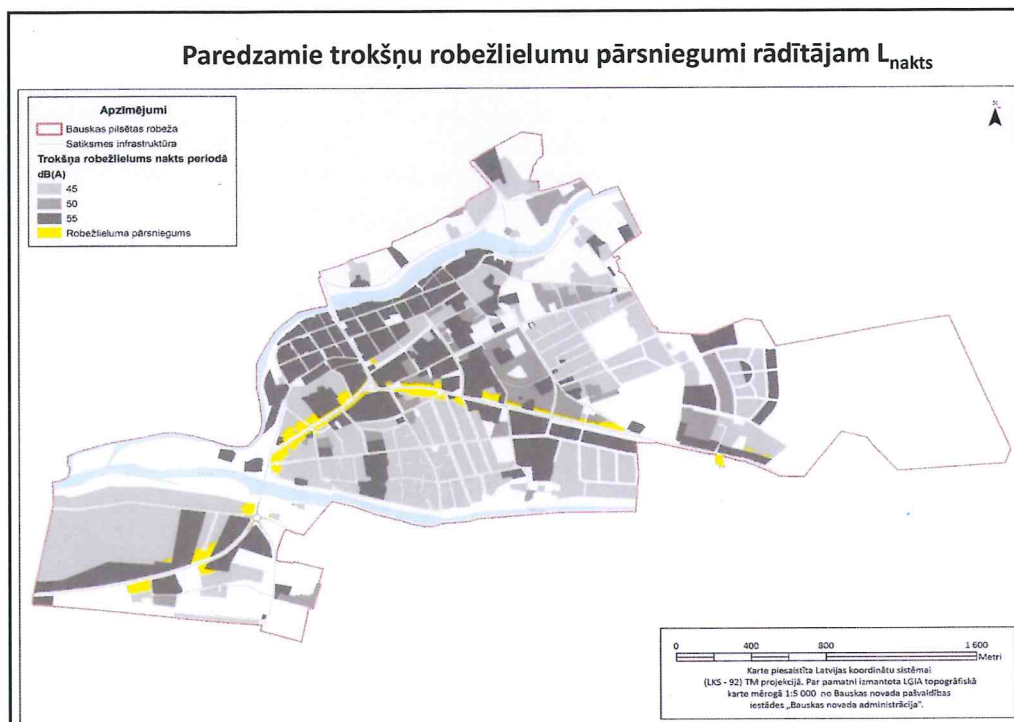 Paredzamie trokšņu robežlielumu pārsniegumi rādītājam Lnakts
Apzīmējumi
Bauskas pilsētas robeža
Satiksmes infrastruktūra
Trokšņa robežlielums nakts periodā
dB(A)
45
50
55
Robežlieluma pārsniegums
N
0 400 800 1 600
Metri
Karte piesaistīta Latvijas koordinātu sistēmai
(LKS - 92) TM projekcijā. Par pamatni izmantota LĢIA topogrāfiskā
karte mērogā 1:5 000 no Bauskas novada pašvaldības
iestādes „Bauskas novada administrācija".